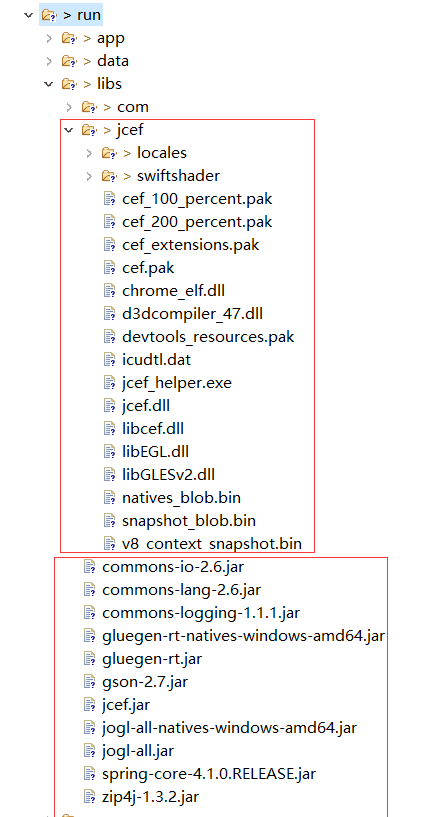 > run
> app
> data
> libs
> com
> jcef
> locales
> swiftshader
cef_100_percent.pak
cef_200_percent.pak
cef_extensions.pak
cef.pak
chrome_elf.dll
d3dcompiler_47.dll
devtools_resources.pak
icudtl.dat
jcef_helper.exe
jcef.dll
libcef.dll
libEGL.dll
libGLESv2.dll
natives_blob.bin
snapshot_blob.bin
v8_context_snapshot.bin
commons-io-2.6.jar
commons-lang-2.6.jar
commons-logging-1.1.1.jar
gluegen-rt-natives-windows-amd64.jar
gluegen-rt.jar
gson-2.7.jar
jcef.jar
jogl-all-natives-windows-amd64.jar
jogl-all.jar
spring-core-4.1.0.RELEASE.jar
zip4j-1.3.2.jar